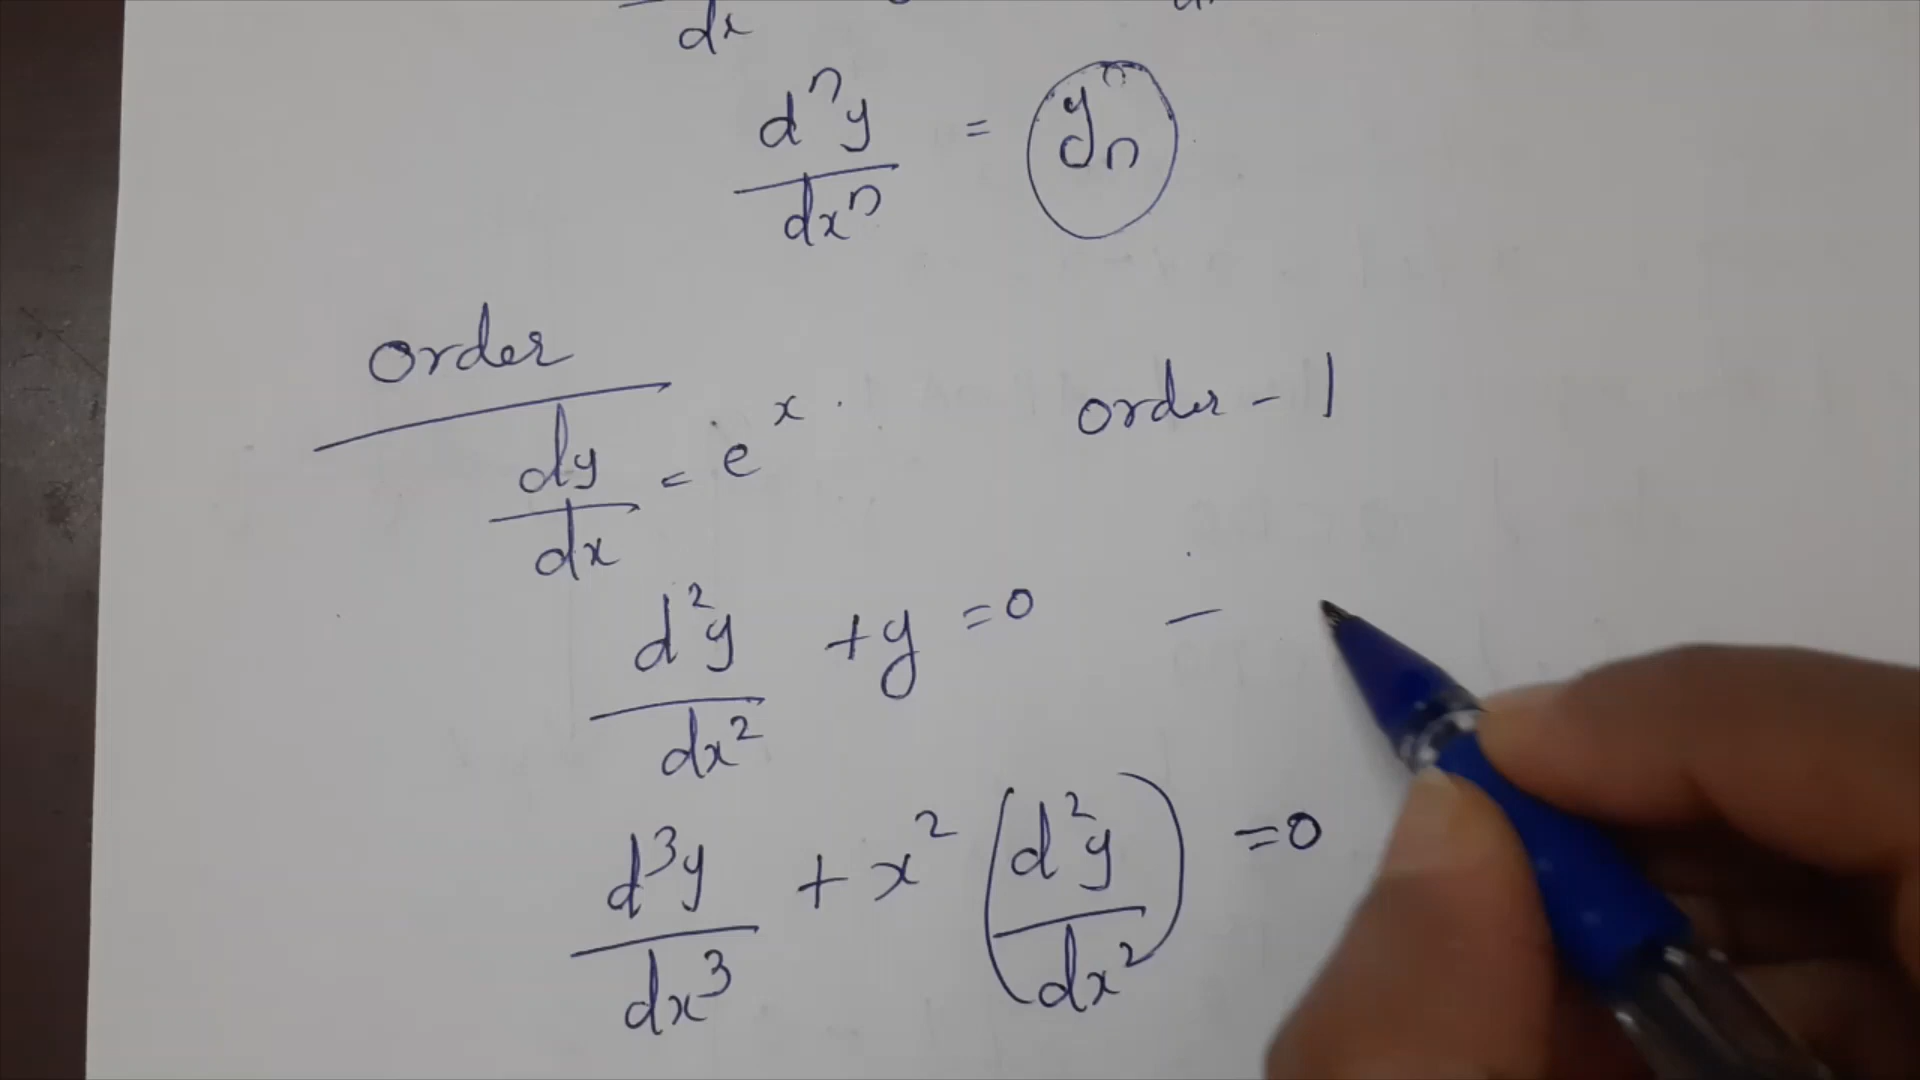 dx
dⁿy/dxⁿ = yₙ
order
dy/dx = eˣ order - 1
d²y/dx² + y = 0 -
d³y/dx³ + x² (d²y/dx²) = 0